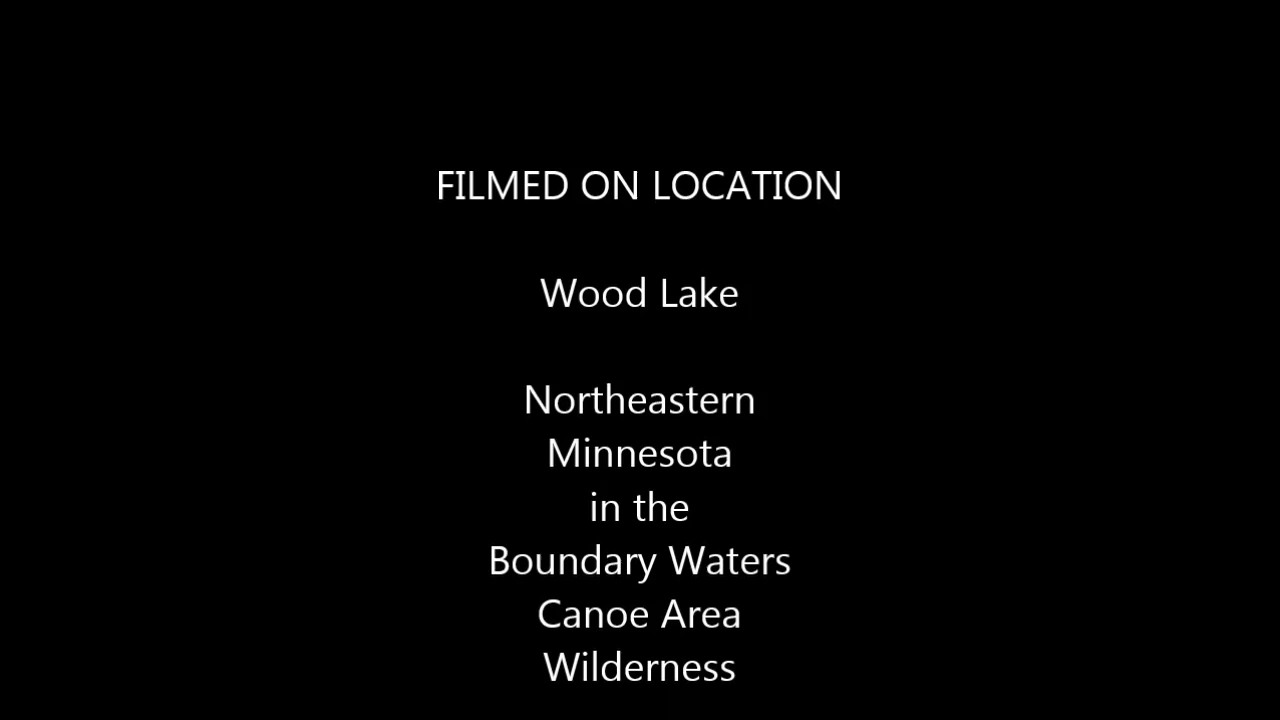 FILMED ON LOCATION
Wood Lake
Northeastern
Minnesota
in the
Boundary Waters
Canoe Area
Wilderness